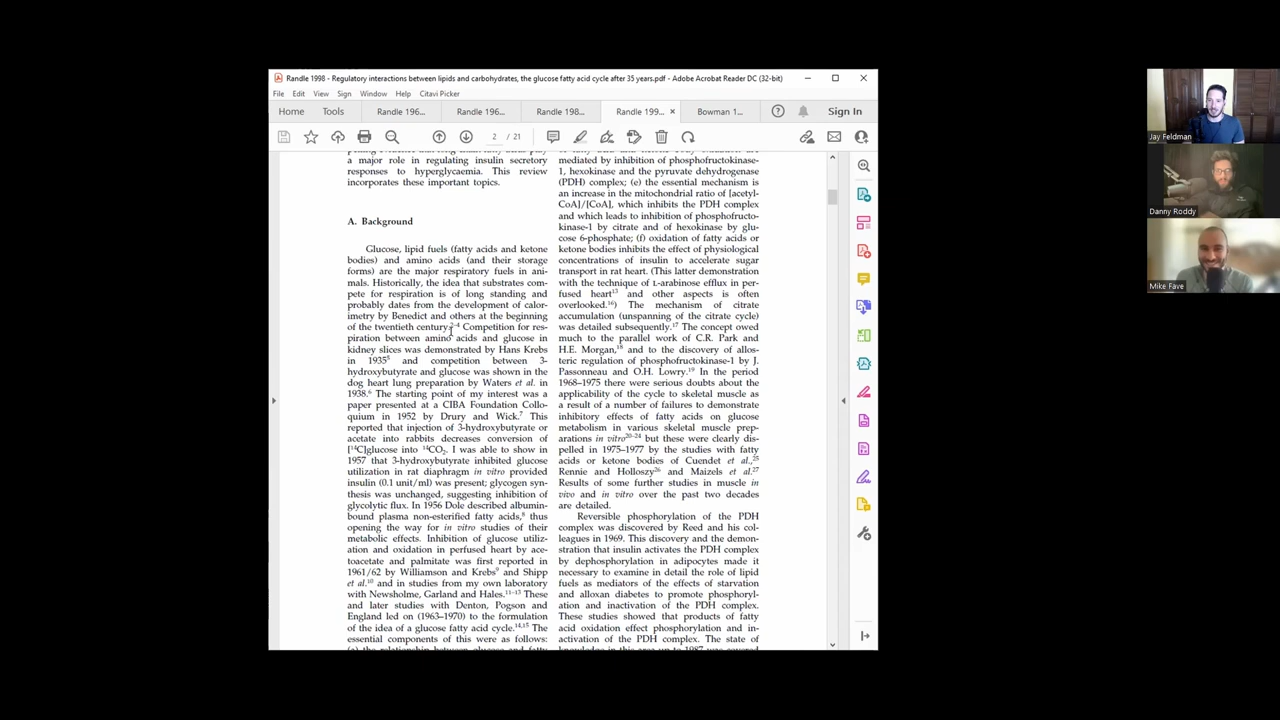 Randle 1998 - Regulatory interactions between lipids and carbohydrates, the glucose fatty acid cycle after 35 years.pdf - Adobe Acrobat Reader DC (32-bit)
File Edit View Sign Window Help Citavi Picker
Home Tools Randle 196... Randle 196... Randle 198... Randle 199... × Bowman 1... Sign In
2 / 21
a major role in regulating insulin secretory
responses to hyperglycaemia. This review
incorporates these important topics.
A. Background
Glucose, lipid fuels (fatty acids and ketone
bodies) and amino acids (and their storage
forms) are the major respiratory fuels in ani-
mals. Historically, the idea that substrates com-
pete for respiration is of long standing and
probably dates from the development of calor-
imetry by Benedict and others at the beginning
of the twentieth century.2–4 Competition for res-
piration between amino acids and glucose in
kidney slices was demonstrated by Hans Krebs
in 19355 and competition between 3-
hydroxybutyrate and glucose was shown in the
dog heart lung preparation by Waters et al. in
1938.6 The starting point of my interest was a
paper presented at a CIBA Foundation Collo-
quium in 1952 by Drury and Wick.7 This
reported that injection of 3-hydroxybutyrate or
acetate into rabbits decreases conversion of
[14C]glucose into 14CO2. I was able to show in
1957 that 3-hydroxybutyrate inhibited glucose
utilization in rat diaphragm in vitro provided
insulin (0.1 unit/ml) was present; glycogen syn-
thesis was unchanged, suggesting inhibition of
glycolytic flux. In 1956 Dole described albumin-
bound plasma non-esterified fatty acids,8 thus
opening the way for in vitro studies of their
metabolic effects. Inhibition of glucose utiliz-
ation and oxidation in perfused heart by ace-
toacetate and palmitate was first reported in
1961/62 by Williamson and Krebs9 and Shipp
et al.10 and in studies from my own laboratory
with Newsholme, Garland and Hales.11–13 These
and later studies with Denton, Pogson and
England led on (1963–1970) to the formulation
of the idea of a glucose fatty acid cycle.14,15 The
essential components of this were as follows:
mediated by inhibition of phosphofructokinase-
1, hexokinase and the pyruvate dehydrogenase
(PDH) complex; (e) the essential mechanism is
an increase in the mitochondrial ratio of [acetyl-
CoA]/[CoA], which inhibits the PDH complex
and which leads to inhibition of phosphofructo-
kinase-1 by citrate and of hexokinase by glu-
cose 6-phosphate; (f) oxidation of fatty acids or
ketone bodies inhibits the effect of physiological
concentrations of insulin to accelerate sugar
transport in rat heart. (This latter demonstration
with the technique of L-arabinose efflux in per-
fused heart13 and other aspects is often
overlooked.16) The mechanism of citrate
accumulation (unspanning of the citrate cycle)
was detailed subsequently.17 The concept owed
much to the parallel work of C.R. Park and
H.E. Morgan,18 and to the discovery of allos-
teric regulation of phosphofructokinase-1 by J.
Passonneau and O.H. Lowry.19 In the period
1968–1975 there were serious doubts about the
applicability of the cycle to skeletal muscle as
a result of a number of failures to demonstrate
inhibitory effects of fatty acids on glucose
metabolism in various skeletal muscle prep-
arations in vitro20–24 but these were clearly dis-
pelled in 1975–1977 by the studies with fatty
acids or ketone bodies of Cuendet et al.,25
Rennie and Holloszy26 and Maizels et al.27
Results of some further studies in muscle in
vivo and in vitro over the past two decades
are detailed.
Reversible phosphorylation of the PDH
complex was discovered by Reed and his col-
leagues in 1969. This discovery and the demon-
stration that insulin activates the PDH complex
by dephosphorylation in adipocytes made it
necessary to examine in detail the role of lipid
fuels as mediators of the effects of starvation
and alloxan diabetes to promote phosphoryl-
ation and inactivation of the PDH complex.
These studies showed that products of fatty
acid oxidation effect phosphorylation and in-
activation of the PDH complex. The state of
Jay Feldman
Danny Roddy
Mike Fave